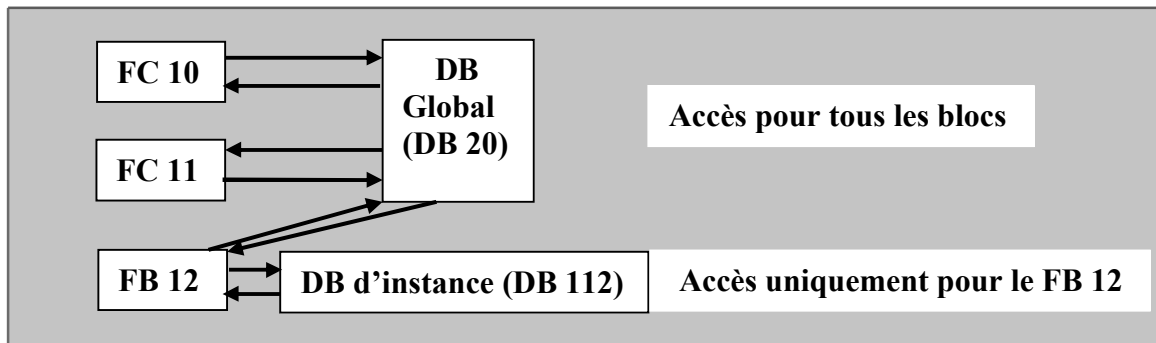 FC 10
DB
Global
(DB 20)
Accès pour tous les blocs
FC 11
FB 12
DB d’instance (DB 112)
Accès uniquement pour le FB 12